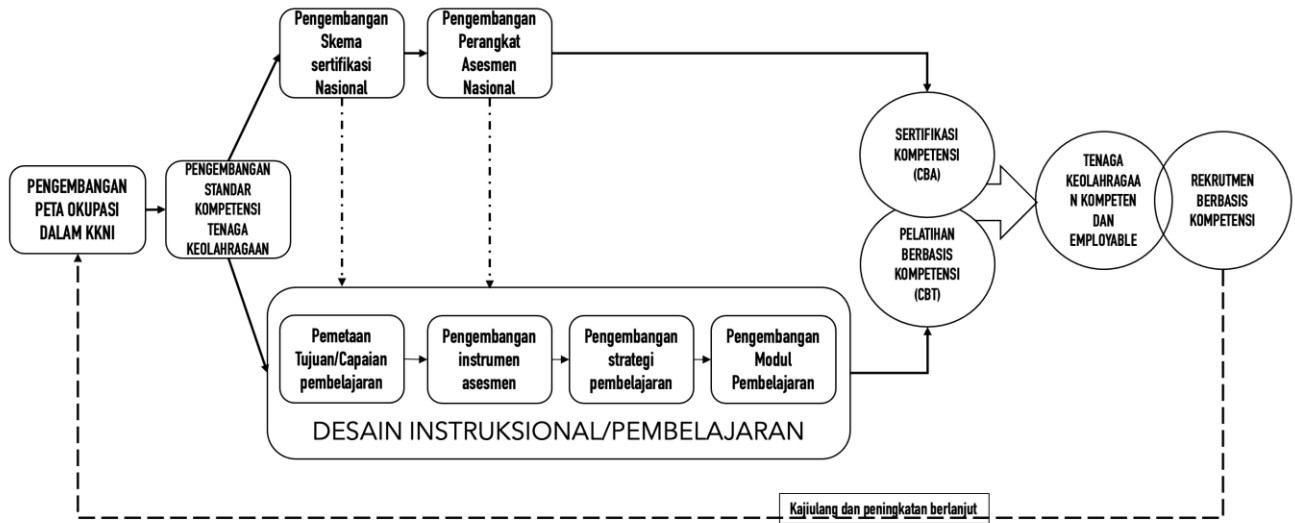 Pengembangan
Skema
sertifikasi
Nasional
Pengembangan
Perangkat
Asesmen
Nasional
PENGEMBANGAN
PETA OKUPASI
DALAM KKNI
PENGEMBANGAN
STANDAR
KOMPETENSI
TENAGA
KEOLAHRAGAAN
SERTIFIKASI
KOMPETENSI
(CBA)
PELATIHAN
BERBASIS
KOMPETENSI
(CBT)
TENAGA
KEOLAHRAGAA
N KOMPETEN
DAN
EMPLOYABLE
REKRUTMEN
BERBASIS
KOMPETENSI
Pemetaan
Tujuan/Capaian
pembelajaran
Pengembangan
instrumen
asesmen
Pengembangan
strategi
pembelajaran
Pengembangan
Modul
Pembelajaran
DESAIN INSTRUKSIONAL/PEMBELAJARAN
Kajiulang dan peningkatan berlanjut